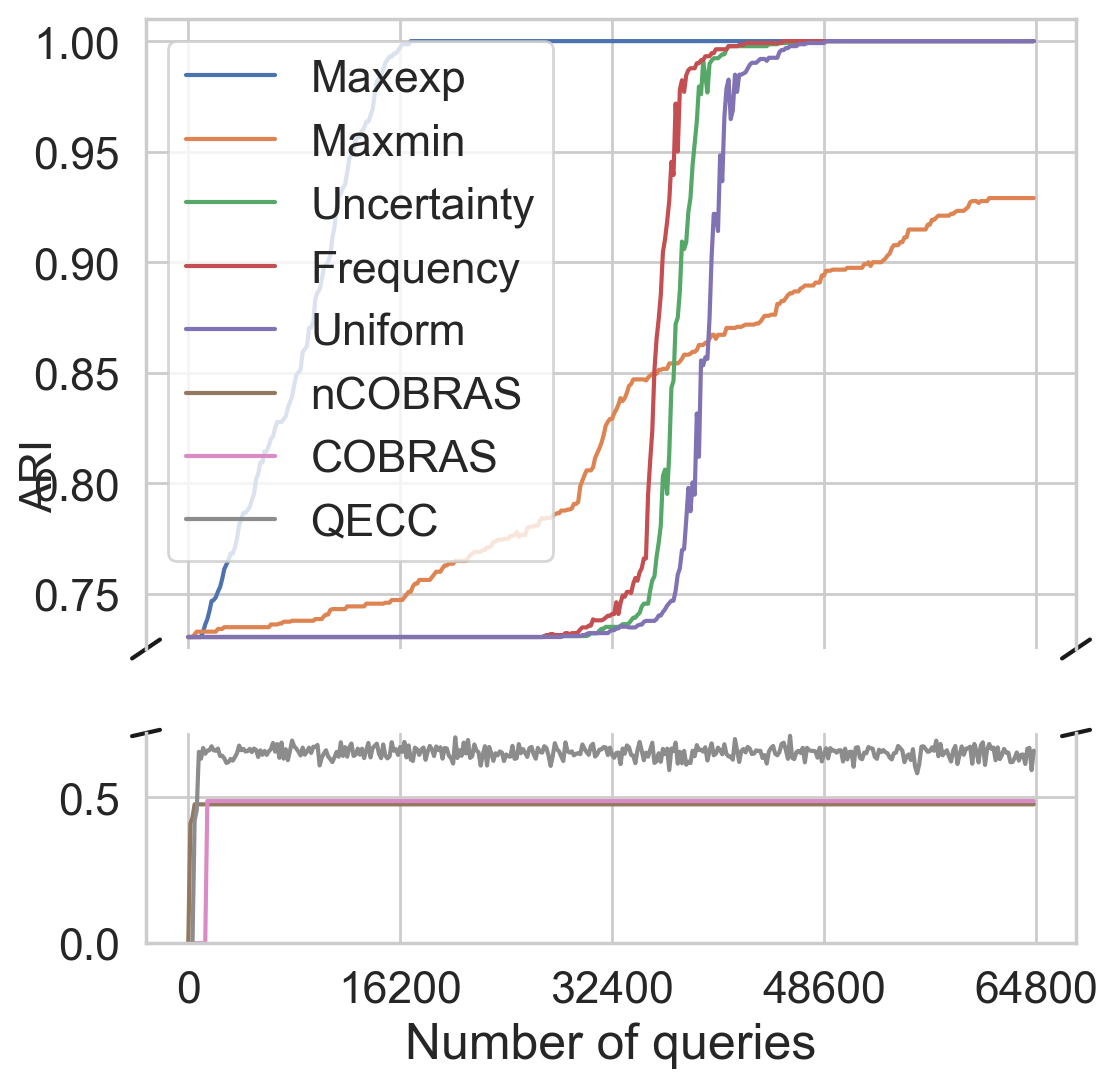 1.00
0.95
0.90
0.85
0.80
0.75
ARI
Maxexp
Maxmin
Uncertainty
Frequency
Uniform
nCOBRAS
COBRAS
QECC
0.5
0.0
0 16200 32400 48600 64800
Number of queries